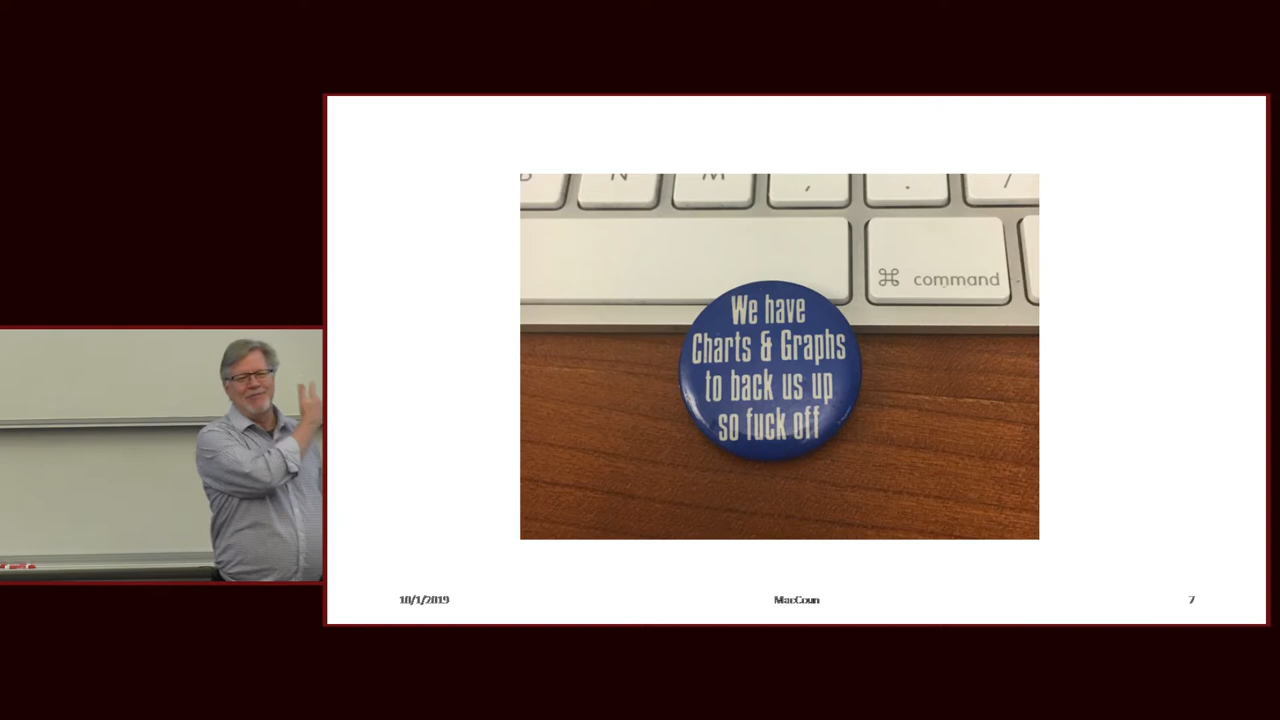 N M , . /
⌘ command
We have
Charts & Graphs
to back us up
so fuck off
10/1/2019 MacCoun 7